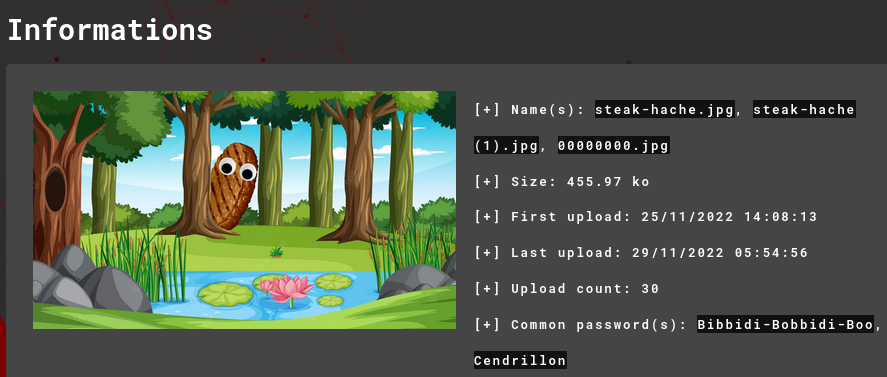 Informations
[+] Name(s): steak-hache.jpg, steak-hache
(1).jpg, 00000000.jpg
[+] Size: 455.97 ko
[+] First upload: 25/11/2022 14:08:13
[+] Last upload: 29/11/2022 05:54:56
[+] Upload count: 30
[+] Common password(s): Bibbidi-Bobbidi-Boo,
Cendrillon